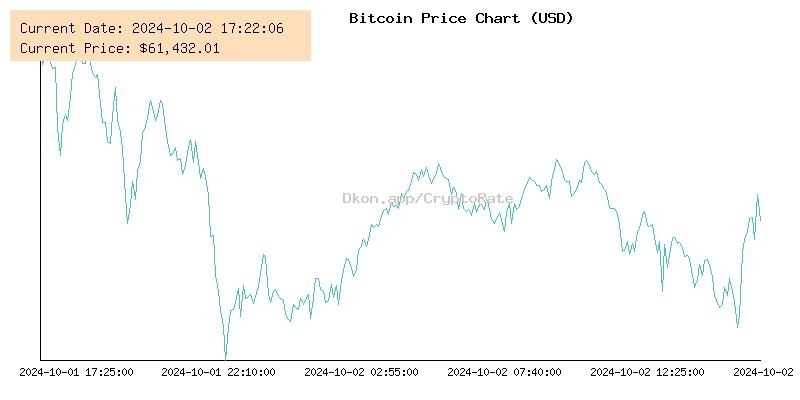 Bitcoin Price Chart (USD)
Current Date: 2024-10-02 17:22:06
Current Price: $61,432.01
Dkon.app/CryptoRate
2024-10-01 17:25:00 2024-10-01 22:10:00 2024-10-02 02:55:00 2024-10-02 07:40:00 2024-10-02 12:25:00 2024-10-02